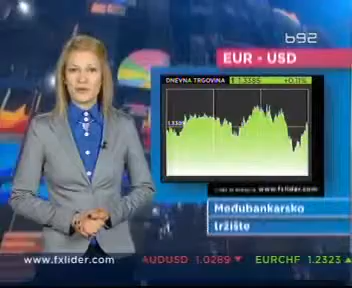 b92
EUR - USD
DNEVNA TRGOVINA 1.3385 +0.11%
www.fxlider.com
Međubankarsko
tržište
www.fxlider.com AUDUSD 1.0289 ▼ EURCHF 1.2323 ▲